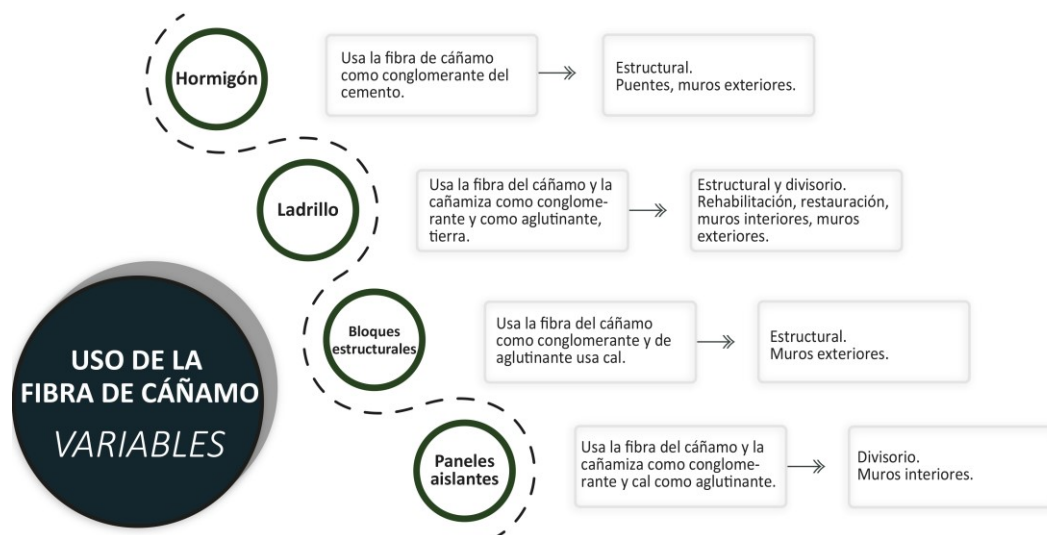 Hormigón
Usa la fibra de cáñamo
como conglomerante del
cemento.
Estructural.
Puentes, muros exteriores.
Ladrillo
Usa la fibra del cáñamo y la
cañamiza como conglome-
rante y como aglutinante,
tierra.
Estructural y divisorio.
Rehabilitación, restauración,
muros interiores, muros
exteriores.
USO DE LA
FIBRA DE CÁÑAMO
VARIABLES
Bloques
estructurales
Usa la fibra del cáñamo
como conglomerante y de
aglutinante usa cal.
Estructural.
Muros exteriores.
Paneles
aislantes
Usa la fibra del cáñamo y la
cañamiza como conglome-
rante y cal como aglutinante.
Divisorio.
Muros interiores.